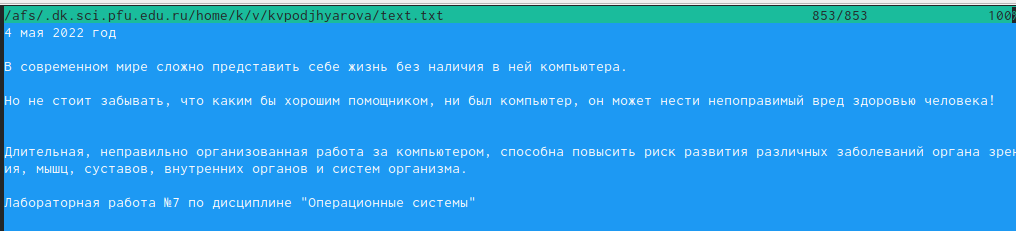 /afs/.dk.sci.pfu.edu.ru/home/k/v/kvpodjhyarova/text.txt 853/853 100%
4 мая 2022 год
В современном мире сложно представить себе жизнь без наличия в ней компьютера.
Но не стоит забывать, что каким бы хорошим помощником, ни был компьютер, он может нести непоправимый вред здоровью человека!
Длительная, неправильно организованная работа за компьютером, способна повысить риск развития различных заболеваний органа зрен
ия, мышц, суставов, внутренних органов и систем организма.
Лабораторная работа №7 по дисциплине "Операционные системы"